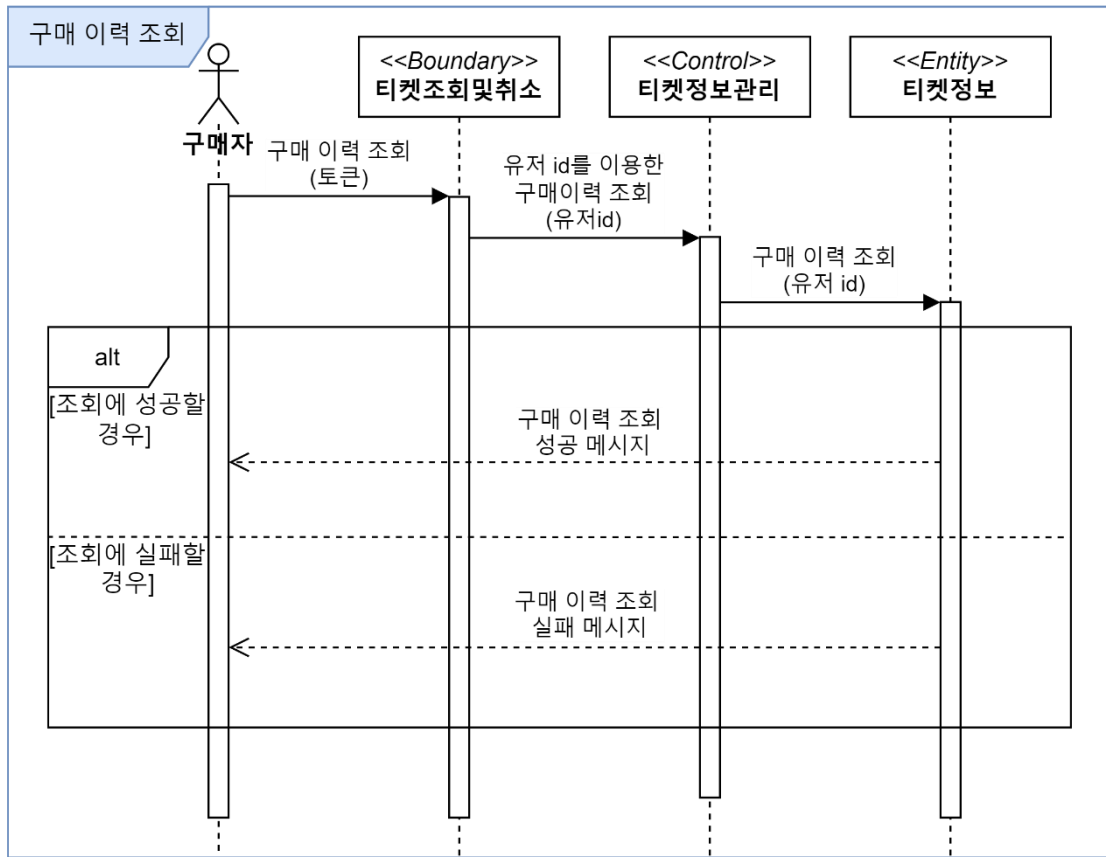 구매 이력 조회
<<Boundary>>
티켓조회및취소
<<Control>>
티켓정보관리
<<Entity>>
티켓정보
구매자
구매 이력 조회
(토큰)
유저 id를 이용한
구매이력 조회
(유저id)
구매 이력 조회
(유저 id)
alt
[조회에 성공할
경우]
구매 이력 조회
성공 메시지
[조회에 실패할
경우]
구매 이력 조회
실패 메시지